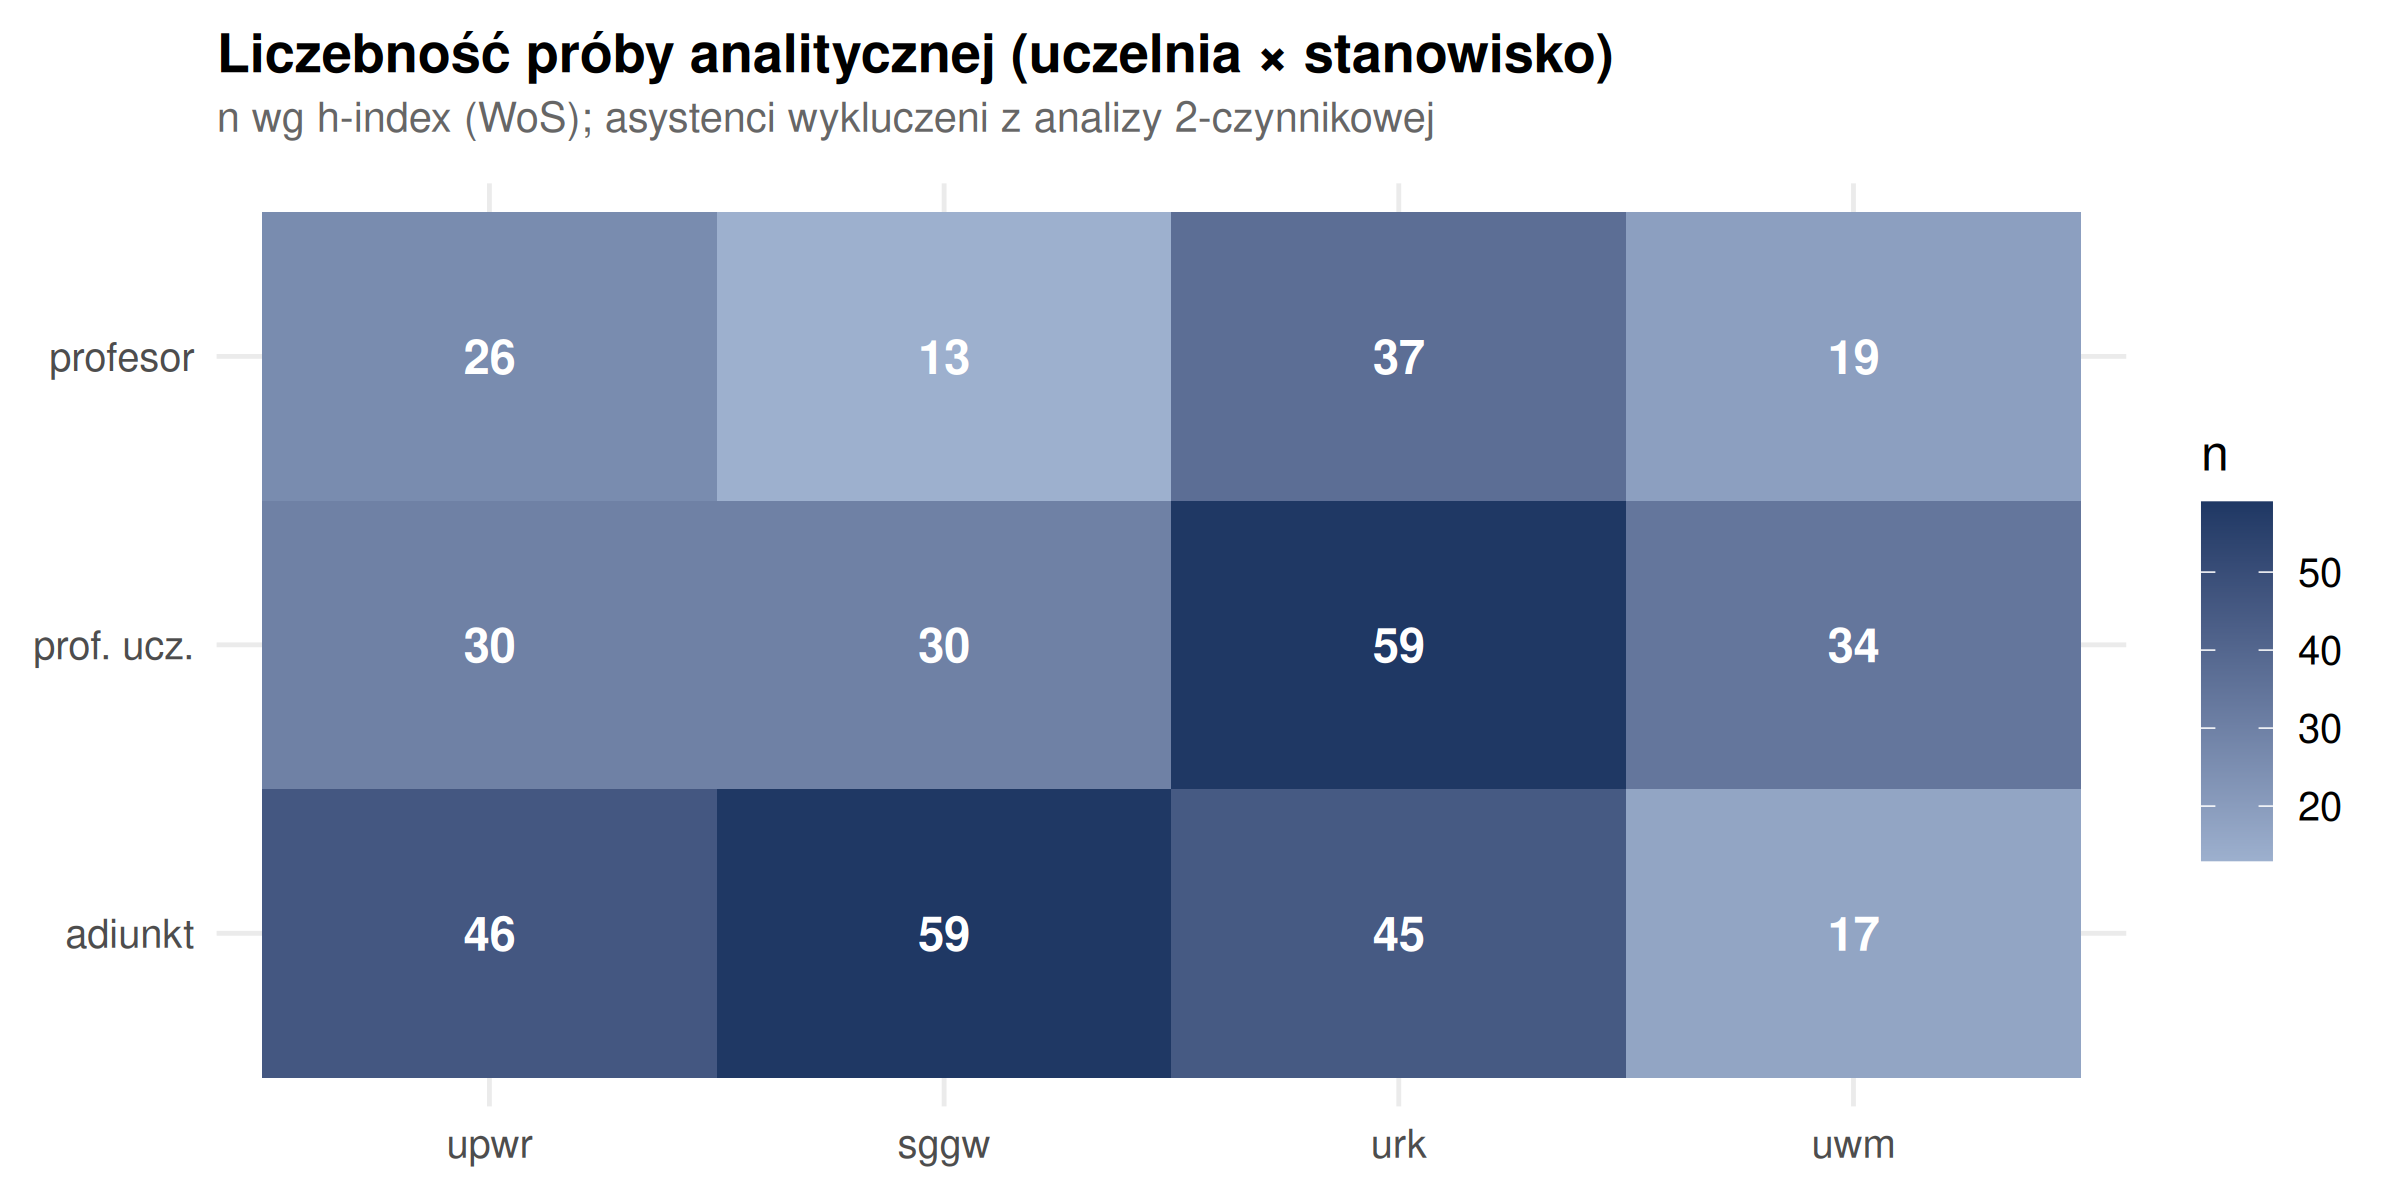 Liczebność próby analitycznej (uczelnia × stanowisko)
n wg h-index (WoS); asystenci wykluczeni z analizy 2-czynnikowej
profesor 26 13 37 19
prof. ucz. 30 30 59 34
adiunkt 46 59 45 17
upwr sggw urk uwm
n
50
40
30
20